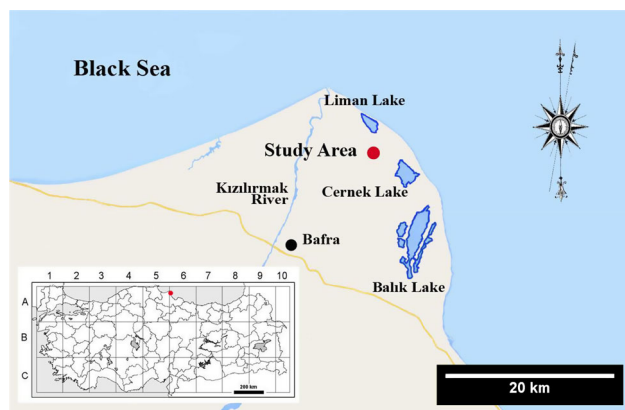 Black Sea
Liman Lake
Study Area
Kızılırmak
River
Cernek Lake
Bafra
Balık Lake
1 2 3 4 5 6 7 8 9 10
A
B
C
200 km
20 km